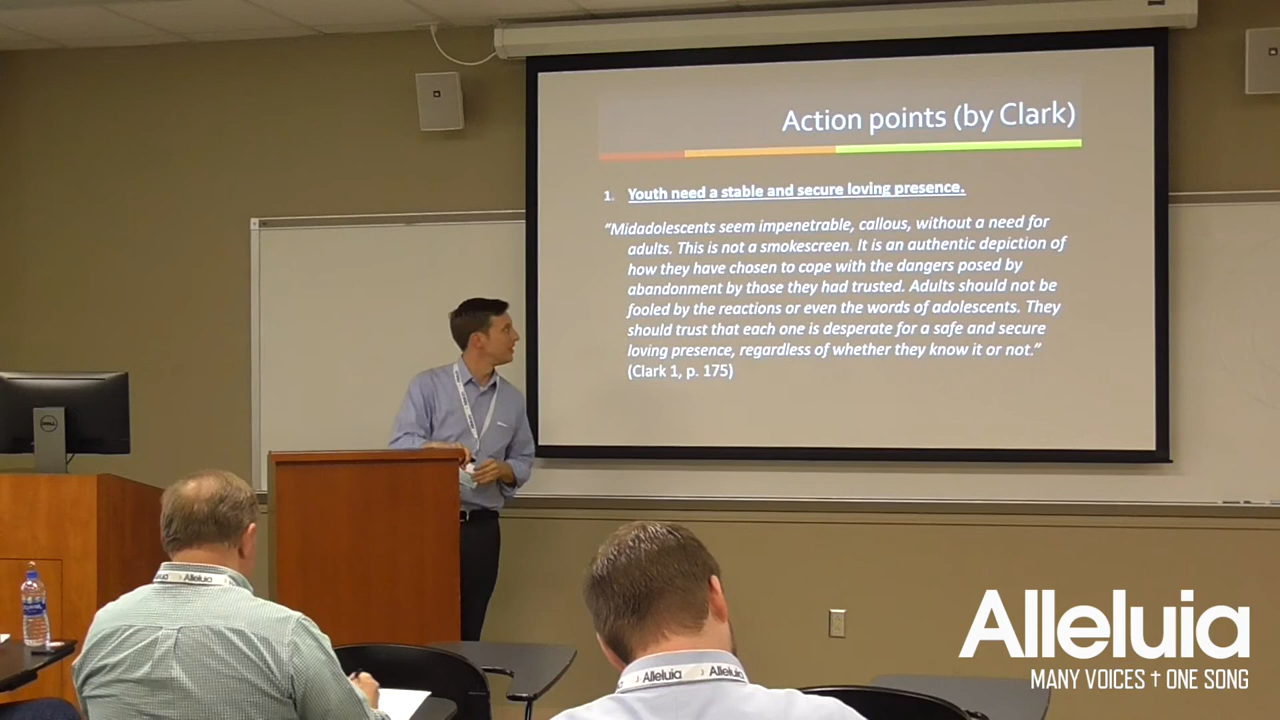 Action points (by Clark)
1. Youth need a stable and secure loving presence.
“Midadolescents seem impenetrable, callous, without a need for
adults. This is not a smokescreen. It is an authentic depiction of
how they have chosen to cope with the dangers posed by
abandonment by those they had trusted. Adults should not be
fooled by the reactions or even the words of adolescents. They
should trust that each one is desperate for a safe and secure
loving presence, regardless of whether they know it or not.”
(Clark 1, p. 175)
DELL
Alleluia
Alleluia
Alleluia
Alleluia
MANY VOICES † ONE SONG